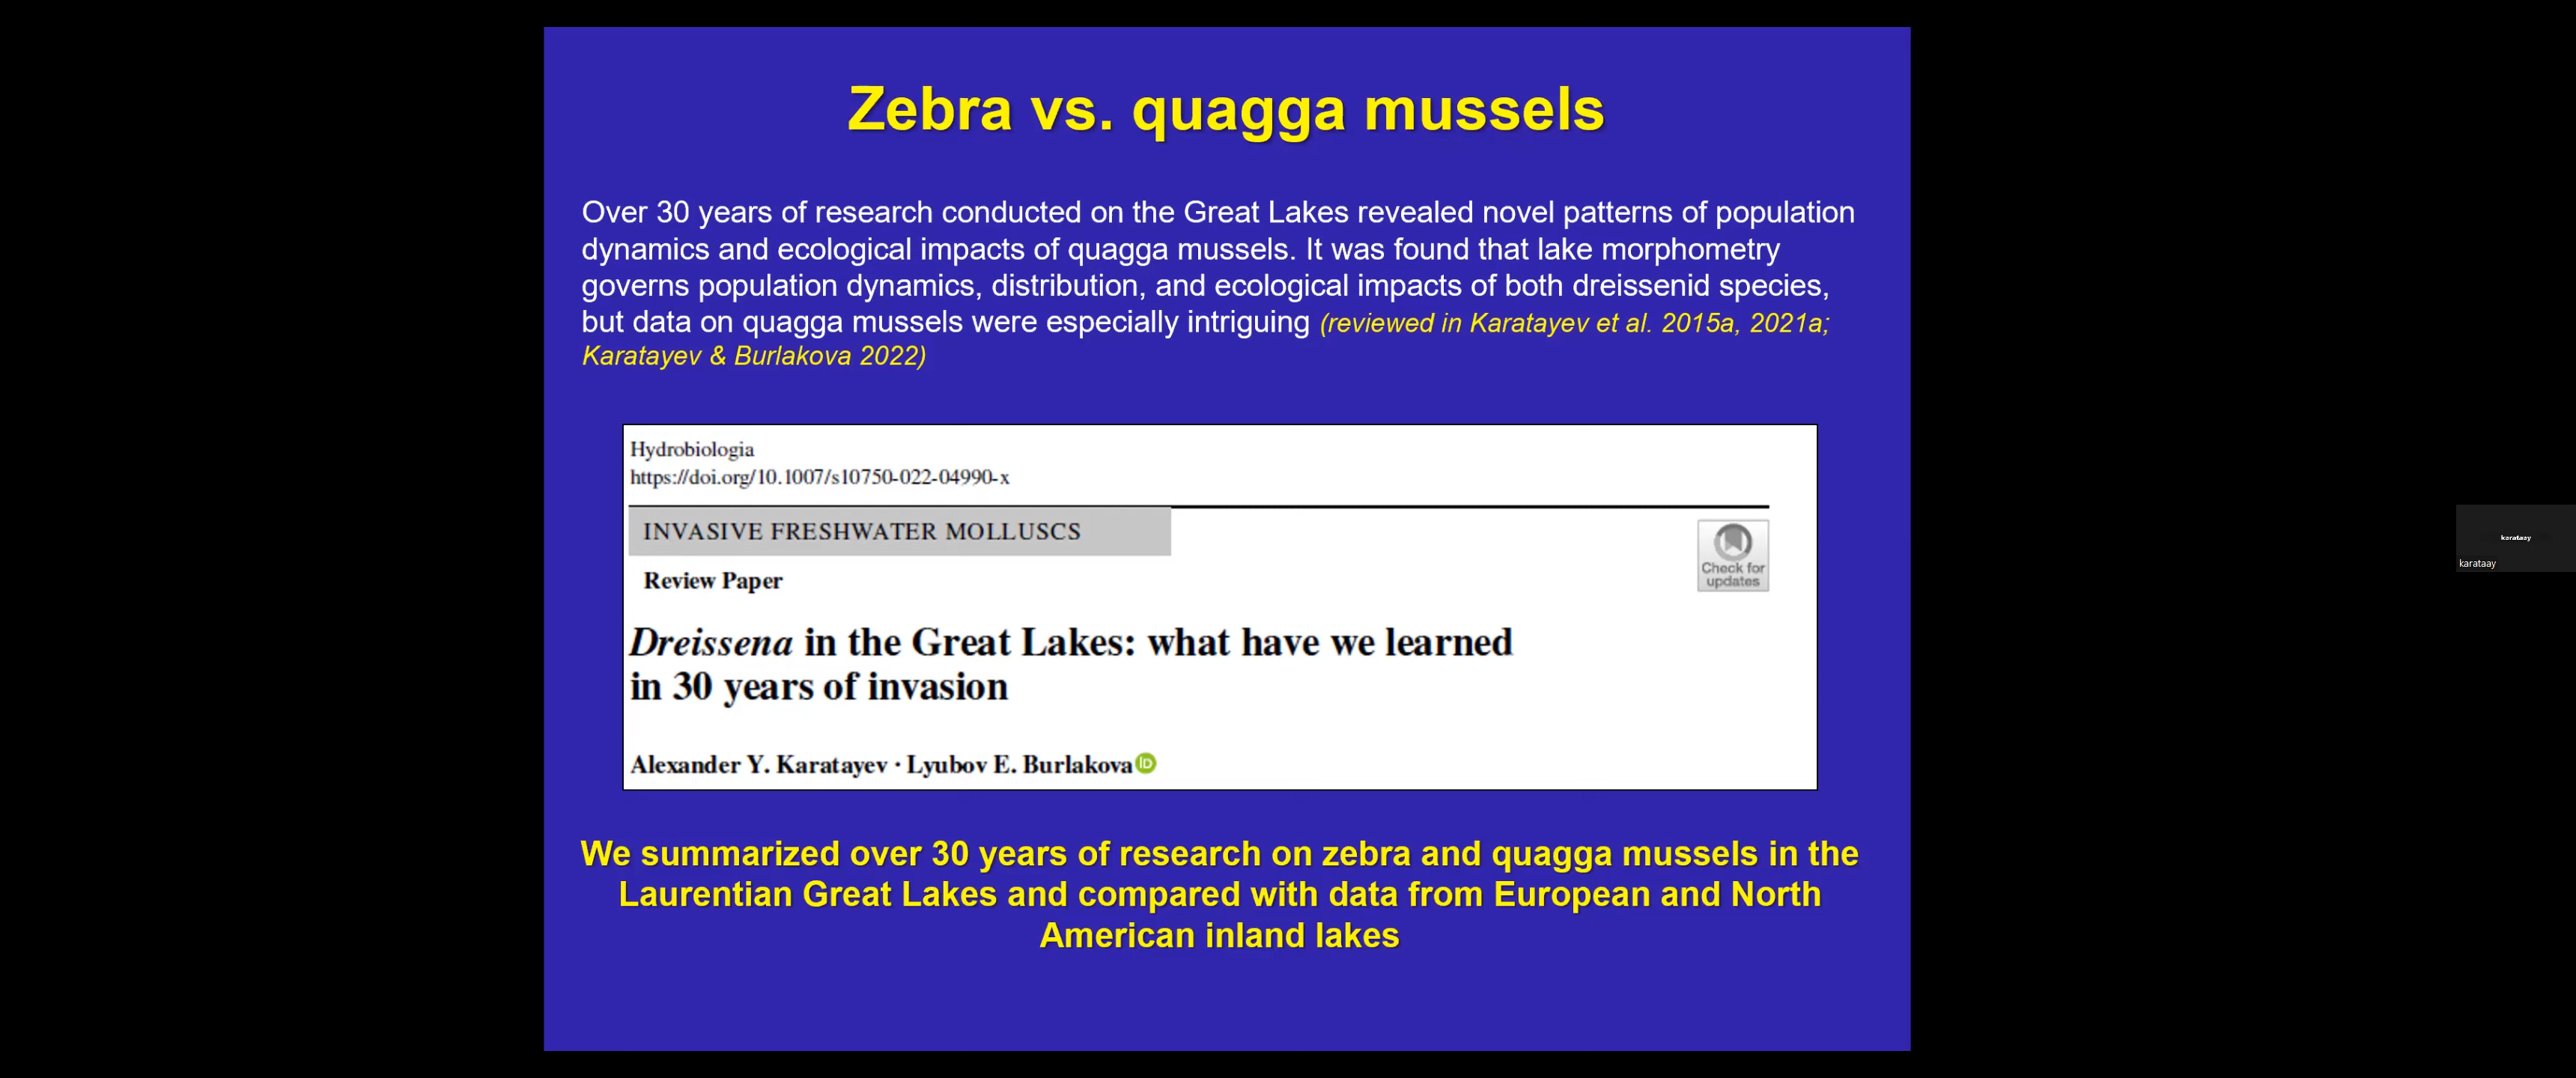 Zebra vs. quagga mussels
Over 30 years of research conducted on the Great Lakes revealed novel patterns of population
dynamics and ecological impacts of quagga mussels. It was found that lake morphometry
governs population dynamics, distribution, and ecological impacts of both dreissenid species,
but data on quagga mussels were especially intriguing (reviewed in Karatayev et al. 2015a, 2021a;
Karatayev & Burlakova 2022)
Hydrobiologia
https://doi.org/10.1007/s10750-022-04990-x
INVASIVE FRESHWATER MOLLUSCS
Check for
updates
Review Paper
Dreissena in the Great Lakes: what have we learned
in 30 years of invasion
Alexander Y. Karatayev · Lyubov E. Burlakova iD
We summarized over 30 years of research on zebra and quagga mussels in the
Laurentian Great Lakes and compared with data from European and North
American inland lakes
karataay
karataay